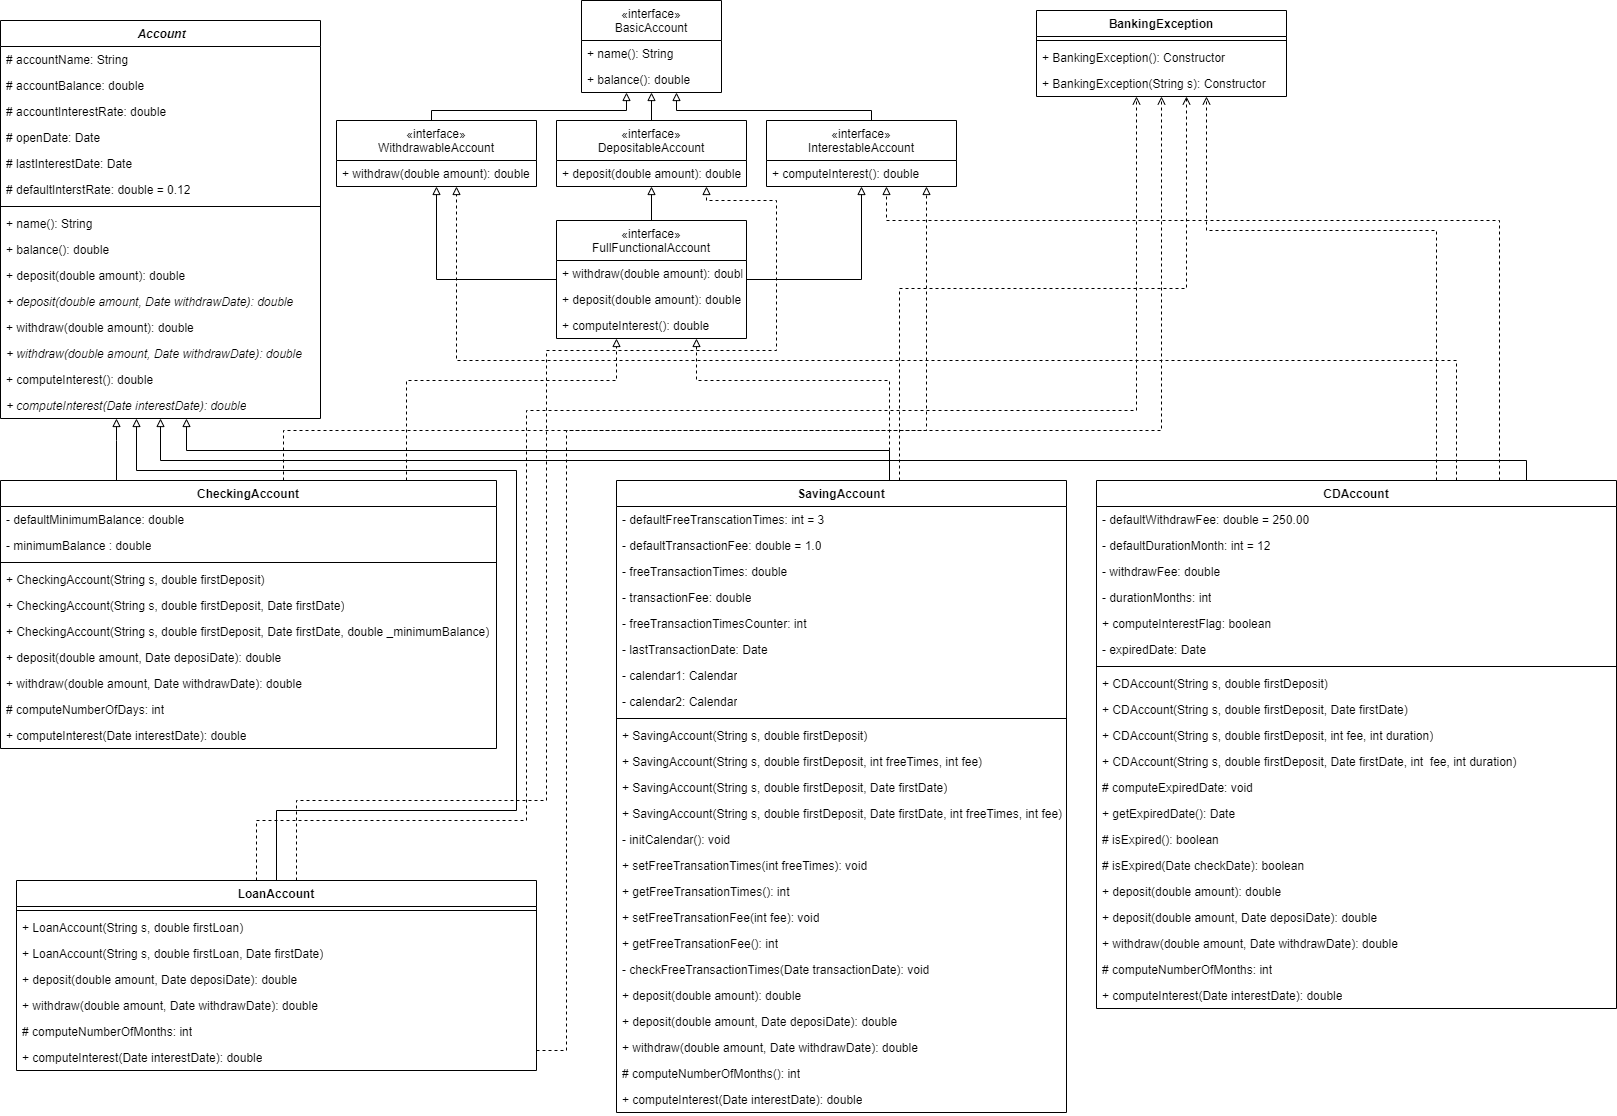 Account
# accountName: String
# accountBalance: double
# accountInterestRate: double
# openDate: Date
# lastInterestDate: Date
# defaultInterstRate: double = 0.12
+ name(): String
+ balance(): double
+ deposit(double amount): double
+ deposit(double amount, Date withdrawDate): double
+ withdraw(double amount): double
+ withdraw(double amount, Date withdrawDate): double
+ computeInterest(): double
+ computeInterest(Date interestDate): double
«interface»
BasicAccount
+ name(): String
+ balance(): double
BankingException
+ BankingException(): Constructor
+ BankingException(String s): Constructor
«interface»
WithdrawableAccount
+ withdraw(double amount): double
«interface»
DepositableAccount
+ deposit(double amount): double
«interface»
InterestableAccount
+ computeInterest(): double
«interface»
FullFunctionalAccount
+ withdraw(double amount): doubl
+ deposit(double amount): double
+ computeInterest(): double
CheckingAccount
- defaultMinimumBalance: double
- minimumBalance : double
+ CheckingAccount(String s, double firstDeposit)
+ CheckingAccount(String s, double firstDeposit, Date firstDate)
+ CheckingAccount(String s, double firstDeposit, Date firstDate, double _minimumBalance)
+ deposit(double amount, Date deposiDate): double
+ withdraw(double amount, Date withdrawDate): double
# computeNumberOfDays: int
+ computeInterest(Date interestDate): double
SavingAccount
- defaultFreeTranscationTimes: int = 3
- defaultTransactionFee: double = 1.0
- freeTransactionTimes: double
- transactionFee: double
- freeTransactionTimesCounter: int
- lastTransactionDate: Date
- calendar1: Calendar
- calendar2: Calendar
+ SavingAccount(String s, double firstDeposit)
+ SavingAccount(String s, double firstDeposit, int freeTimes, int fee)
+ SavingAccount(String s, double firstDeposit, Date firstDate)
+ SavingAccount(String s, double firstDeposit, Date firstDate, int freeTimes, int fee)
- initCalendar(): void
+ setFreeTransationTimes(int freeTimes): void
+ getFreeTransationTimes(): int
+ setFreeTransationFee(int fee): void
+ getFreeTransationFee(): int
- checkFreeTransactionTimes(Date transactionDate): void
+ deposit(double amount): double
+ deposit(double amount, Date deposiDate): double
+ withdraw(double amount, Date withdrawDate): double
# computeNumberOfMonths(): int
+ computeInterest(Date interestDate): double
CDAccount
- defaultWithdrawFee: double = 250.00
- defaultDurationMonth: int = 12
- withdrawFee: double
- durationMonths: int
+ computeInterestFlag: boolean
- expiredDate: Date
+ CDAccount(String s, double firstDeposit)
+ CDAccount(String s, double firstDeposit, Date firstDate)
+ CDAccount(String s, double firstDeposit, int fee, int duration)
+ CDAccount(String s, double firstDeposit, Date firstDate, int  fee, int duration)
# computeExpiredDate: void
+ getExpiredDate(): Date
# isExpired(): boolean
# isExpired(Date checkDate): boolean
+ deposit(double amount): double
+ deposit(double amount, Date deposiDate): double
+ withdraw(double amount, Date withdrawDate): double
# computeNumberOfMonths: int
+ computeInterest(Date interestDate): double
LoanAccount
+ LoanAccount(String s, double firstLoan)
+ LoanAccount(String s, double firstLoan, Date firstDate)
+ deposit(double amount, Date deposiDate): double
+ withdraw(double amount, Date withdrawDate): double
# computeNumberOfMonths: int
+ computeInterest(Date interestDate): double